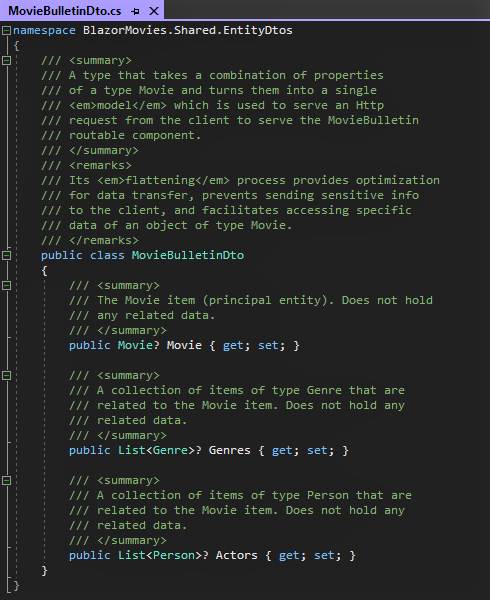 MovieBulletinDto.cs
namespace BlazorMovies.Shared.EntityDtos
{
/// <summary>
/// A type that takes a combination of properties
/// of a type Movie and turns them into a single
/// <em>model</em> which is used to serve an Http
/// request from the client to serve the MovieBulletin
/// routable component.
/// </summary>
/// <remarks>
/// Its <em>flattening</em> process provides optimization
/// for data transfer, prevents sending sensitive info
/// to the client, and facilitates accessing specific
/// data of an object of type Movie.
/// </remarks>
public class MovieBulletinDto
{
/// <summary>
/// The Movie item (principal entity). Does not hold
/// any related data.
/// </summary>
public Movie? Movie { get; set; }
/// <summary>
/// A collection of items of type Genre that are
/// related to the Movie item. Does not hold any
/// related data.
/// </summary>
public List<Genre>? Genres { get; set; }
/// <summary>
/// A collection of items of type Person that are
/// related to the Movie item. Does not hold any
/// related data.
/// </summary>
public List<Person>? Actors { get; set; }
}
}